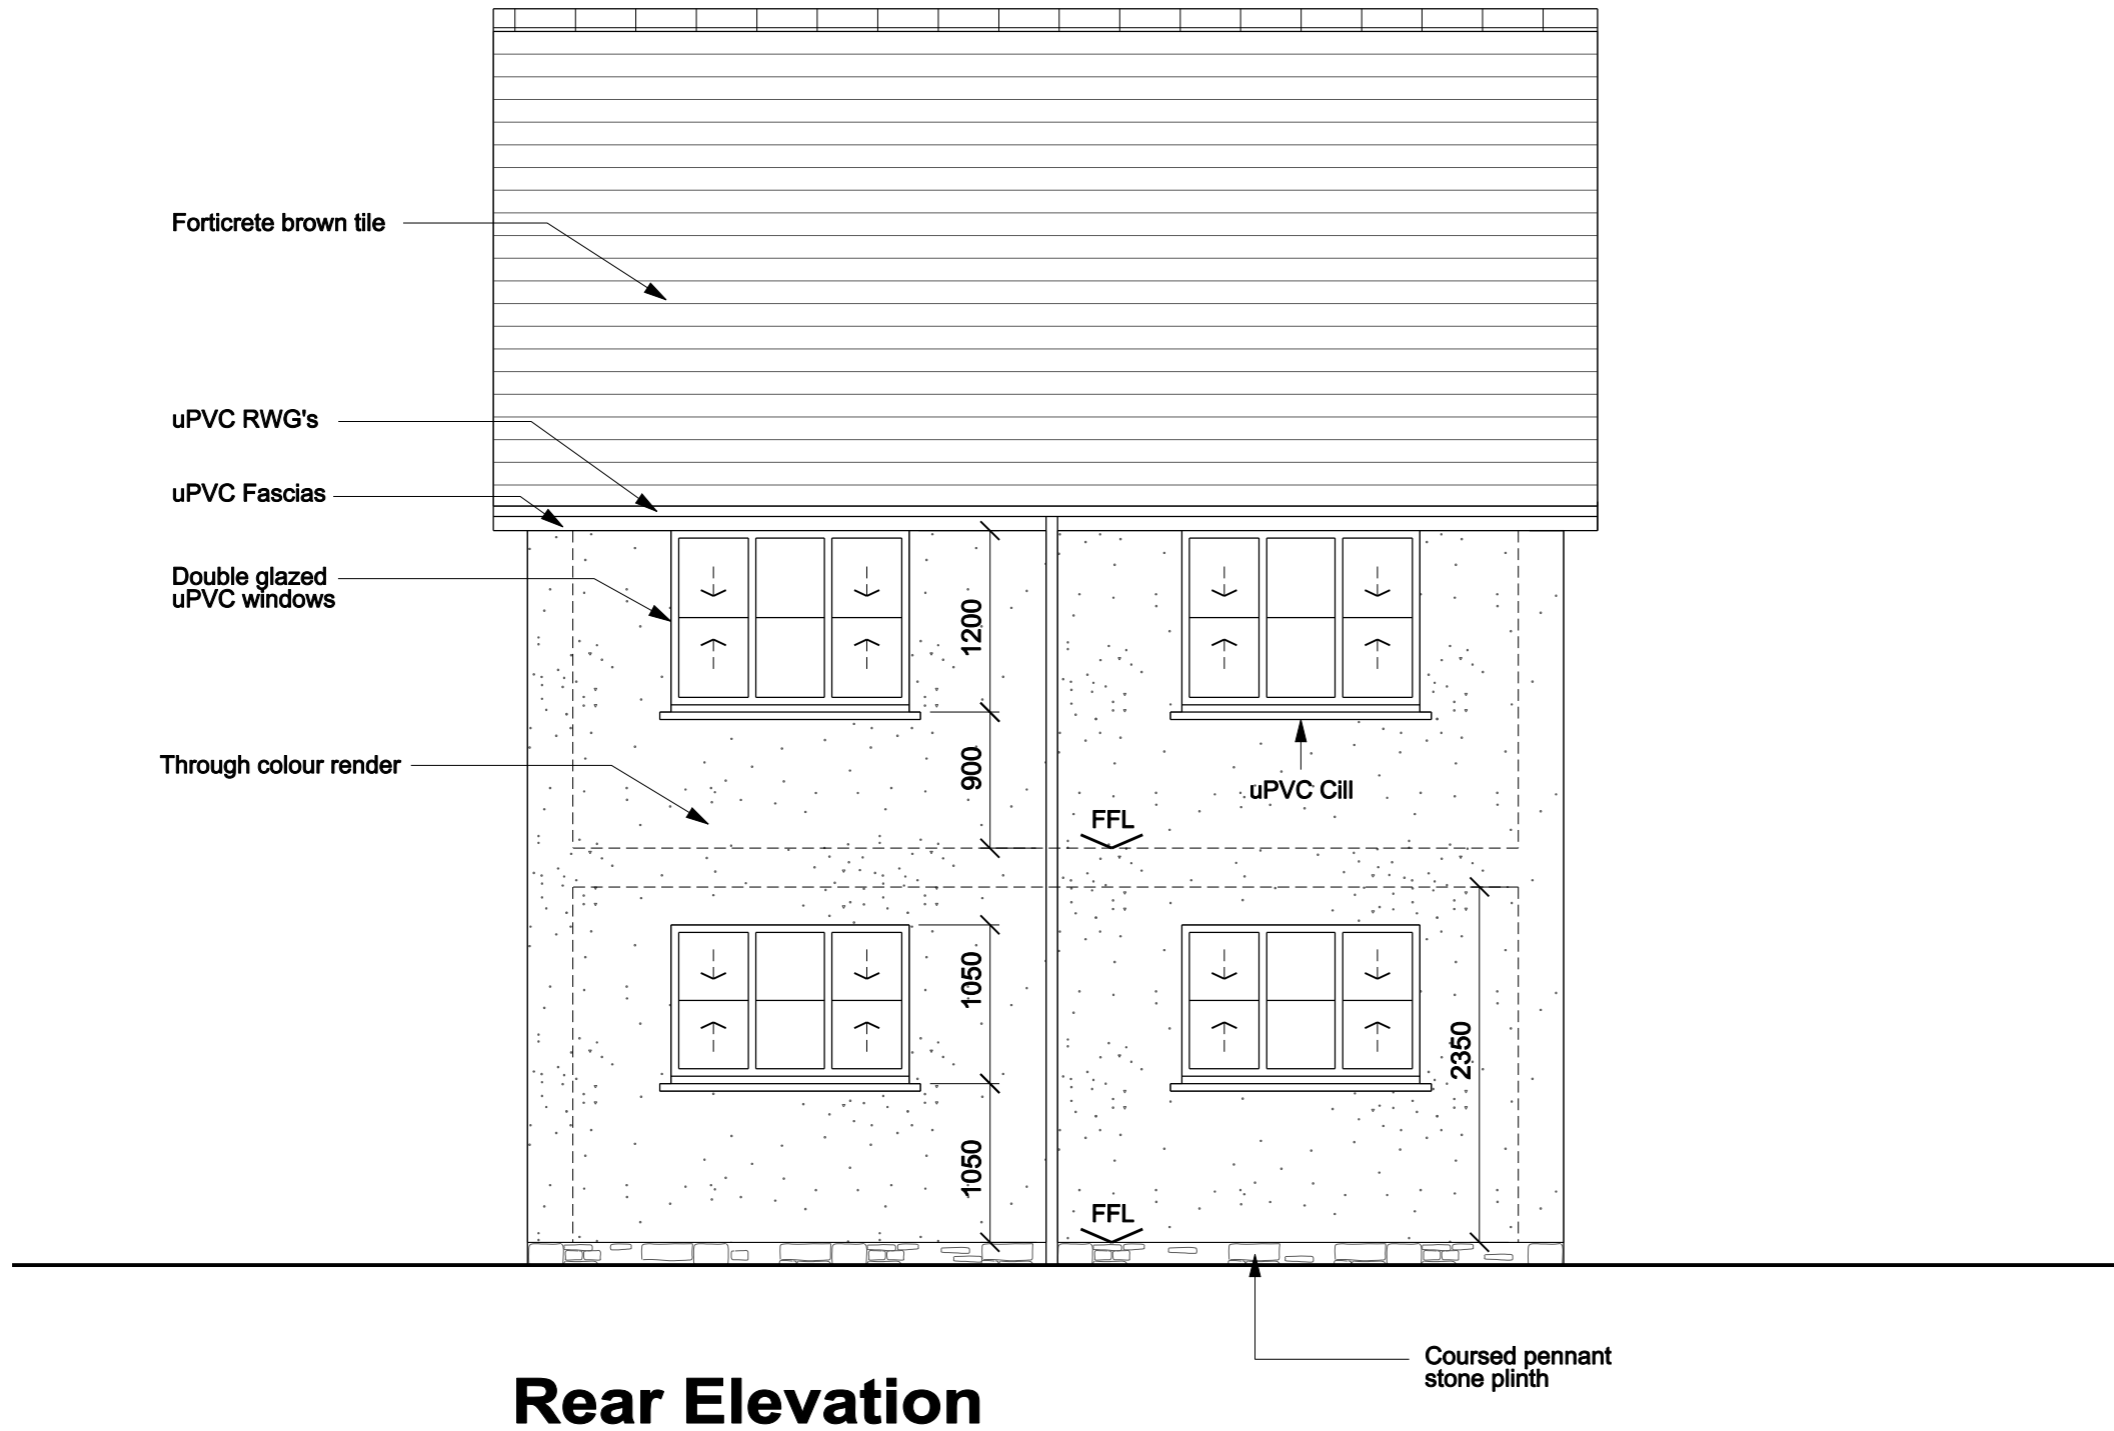 Forticrete brown tile
uPVC RWG's
uPVC Fascias
Double glazed
uPVC windows
1200
Through colour render
900
uPVC Cill
FFL
1050
2350
1050
FFL
Coursed pennant
stone plinth
Rear Elevation